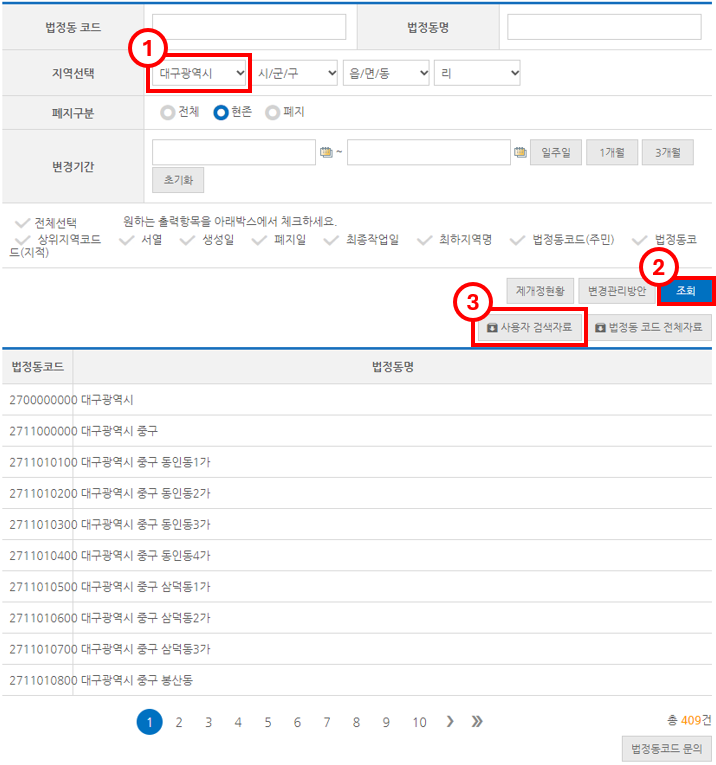 법정동 코드 법정동명
1
지역선택 대구광역시 시/군/구 읍/면/동 리
폐지구분 전체 현존 폐지
변경기간 ~ 일주일 1개월 3개월
초기화
전체선택 원하는 출력항목을 아래박스에서 체크하세요.
상위지역코드 서열 생성일 폐지일 최종작업일 최하지역명 법정동코드(주민) 법정동코
드(지적)
2
제개정현황 변경관리방안 조회
3
사용자 검색자료 법정동 코드 전체자료
법정동코드 법정동명
2700000000 대구광역시
2711000000 대구광역시 중구
2711010100 대구광역시 중구 동인동1가
2711010200 대구광역시 중구 동인동2가
2711010300 대구광역시 중구 동인동3가
2711010400 대구광역시 중구 동인동4가
2711010500 대구광역시 중구 삼덕동1가
2711010600 대구광역시 중구 삼덕동2가
2711010700 대구광역시 중구 삼덕동3가
2711010800 대구광역시 중구 봉산동
1 2 3 4 5 6 7 8 9 10 총 409건
법정동코드 문의